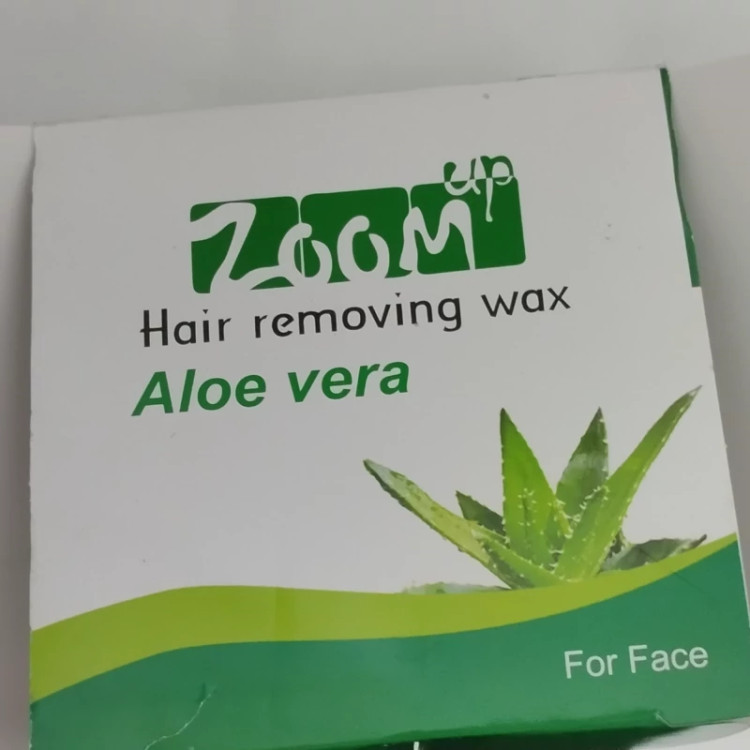 Zoom up
Hair removing wax
Aloe vera
For Face